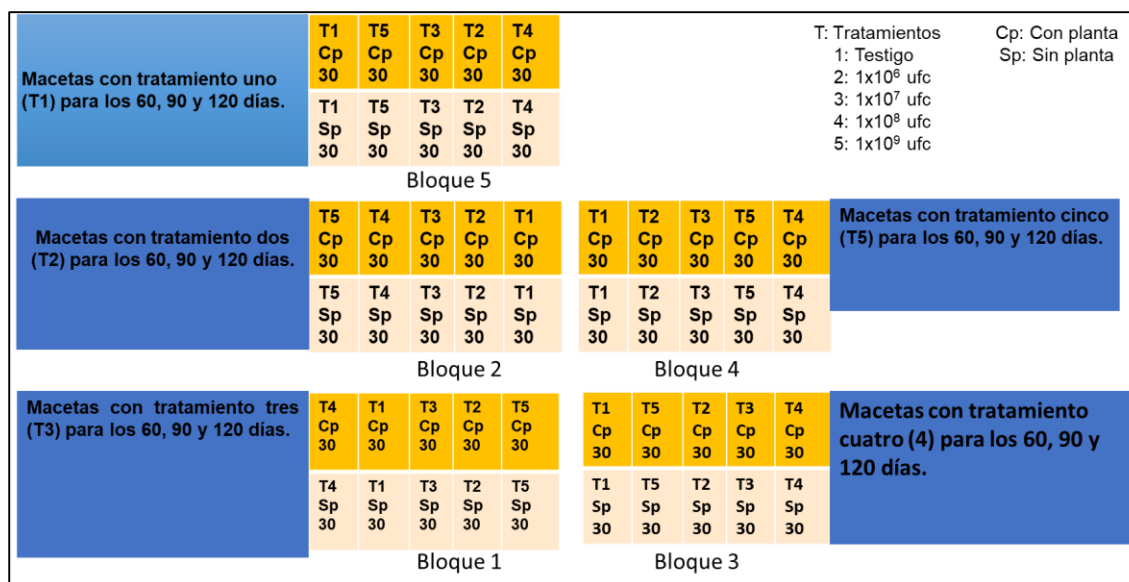 Macetas con tratamiento uno
(T1) para los 60, 90 y 120 días.
T1 T5 T3 T2 T4
Cp Cp Cp Cp Cp
30 30 30 30 30
T1 T5 T3 T2 T4
Sp Sp Sp Sp Sp
30 30 30 30 30
Bloque 5
T: Tratamientos
1: Testigo
2: 1x10⁶ ufc
3: 1x10⁷ ufc
4: 1x10⁸ ufc
5: 1x10⁹ ufc
Cp: Con planta
Sp: Sin planta
Macetas con tratamiento dos
(T2) para los 60, 90 y 120 días.
T5 T4 T3 T2 T1
Cp Cp Cp Cp Cp
30 30 30 30 30
T5 T4 T3 T2 T1
Sp Sp Sp Sp Sp
30 30 30 30 30
Bloque 2
T1 T2 T3 T5 T4
Cp Cp Cp Cp Cp
30 30 30 30 30
T1 T2 T3 T5 T4
Sp Sp Sp Sp Sp
30 30 30 30 30
Bloque 4
Macetas con tratamiento cinco
(T5) para los 60, 90 y 120 días.
Macetas con tratamiento tres
(T3) para los 60, 90 y 120 días.
T4 T1 T3 T2 T5
Cp Cp Cp Cp Cp
30 30 30 30 30
T4 T1 T3 T2 T5
Sp Sp Sp Sp Sp
30 30 30 30 30
Bloque 1
T1 T5 T2 T3 T4
Cp Cp Cp Cp Cp
30 30 30 30 30
T1 T5 T2 T3 T4
Sp Sp Sp Sp Sp
30 30 30 30 30
Bloque 3
Macetas con tratamiento
cuatro (4) para los 60, 90 y
120 días.